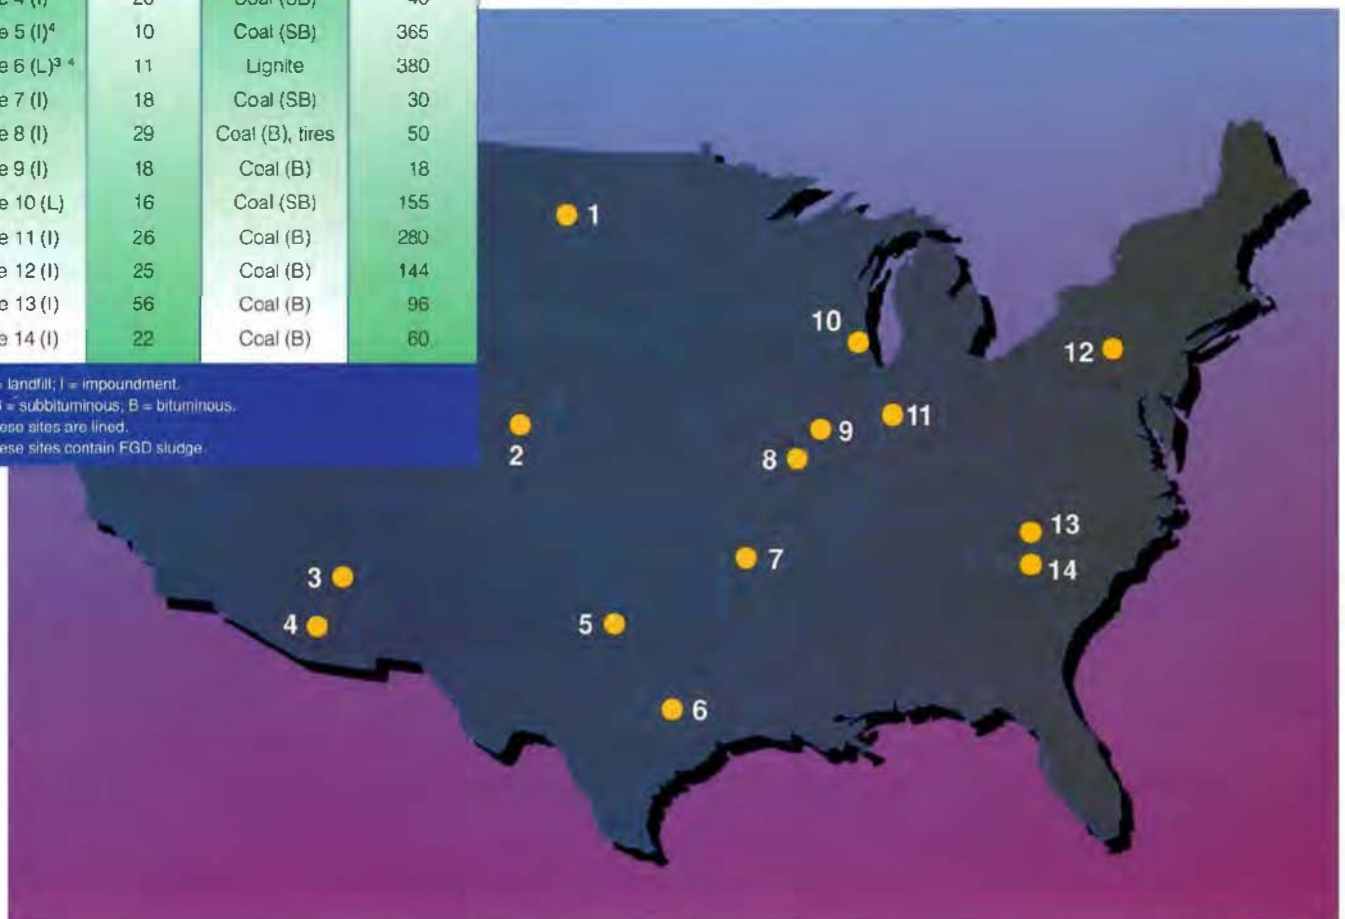 e 5 (I)⁴ 10 Coal (SB) 365
e 6 (L)³ ⁴ 11 Lignite 380
e 7 (I) 18 Coal (SB) 30
e 8 (I) 29 Coal (B), tires 50
e 9 (I) 18 Coal (B) 18
e 10 (L) 16 Coal (SB) 155
e 11 (I) 26 Coal (B) 280
e 12 (I) 25 Coal (B) 144
e 13 (I) 56 Coal (B) 96
e 14 (I) 22 Coal (B) 60
= landfill; I = impoundment.
= subbituminous; B = bituminous.
ese sites are lined.
ese sites contain FGD sludge.
1
10
12
11
9
2
8
13
7
14
3
4
5
6